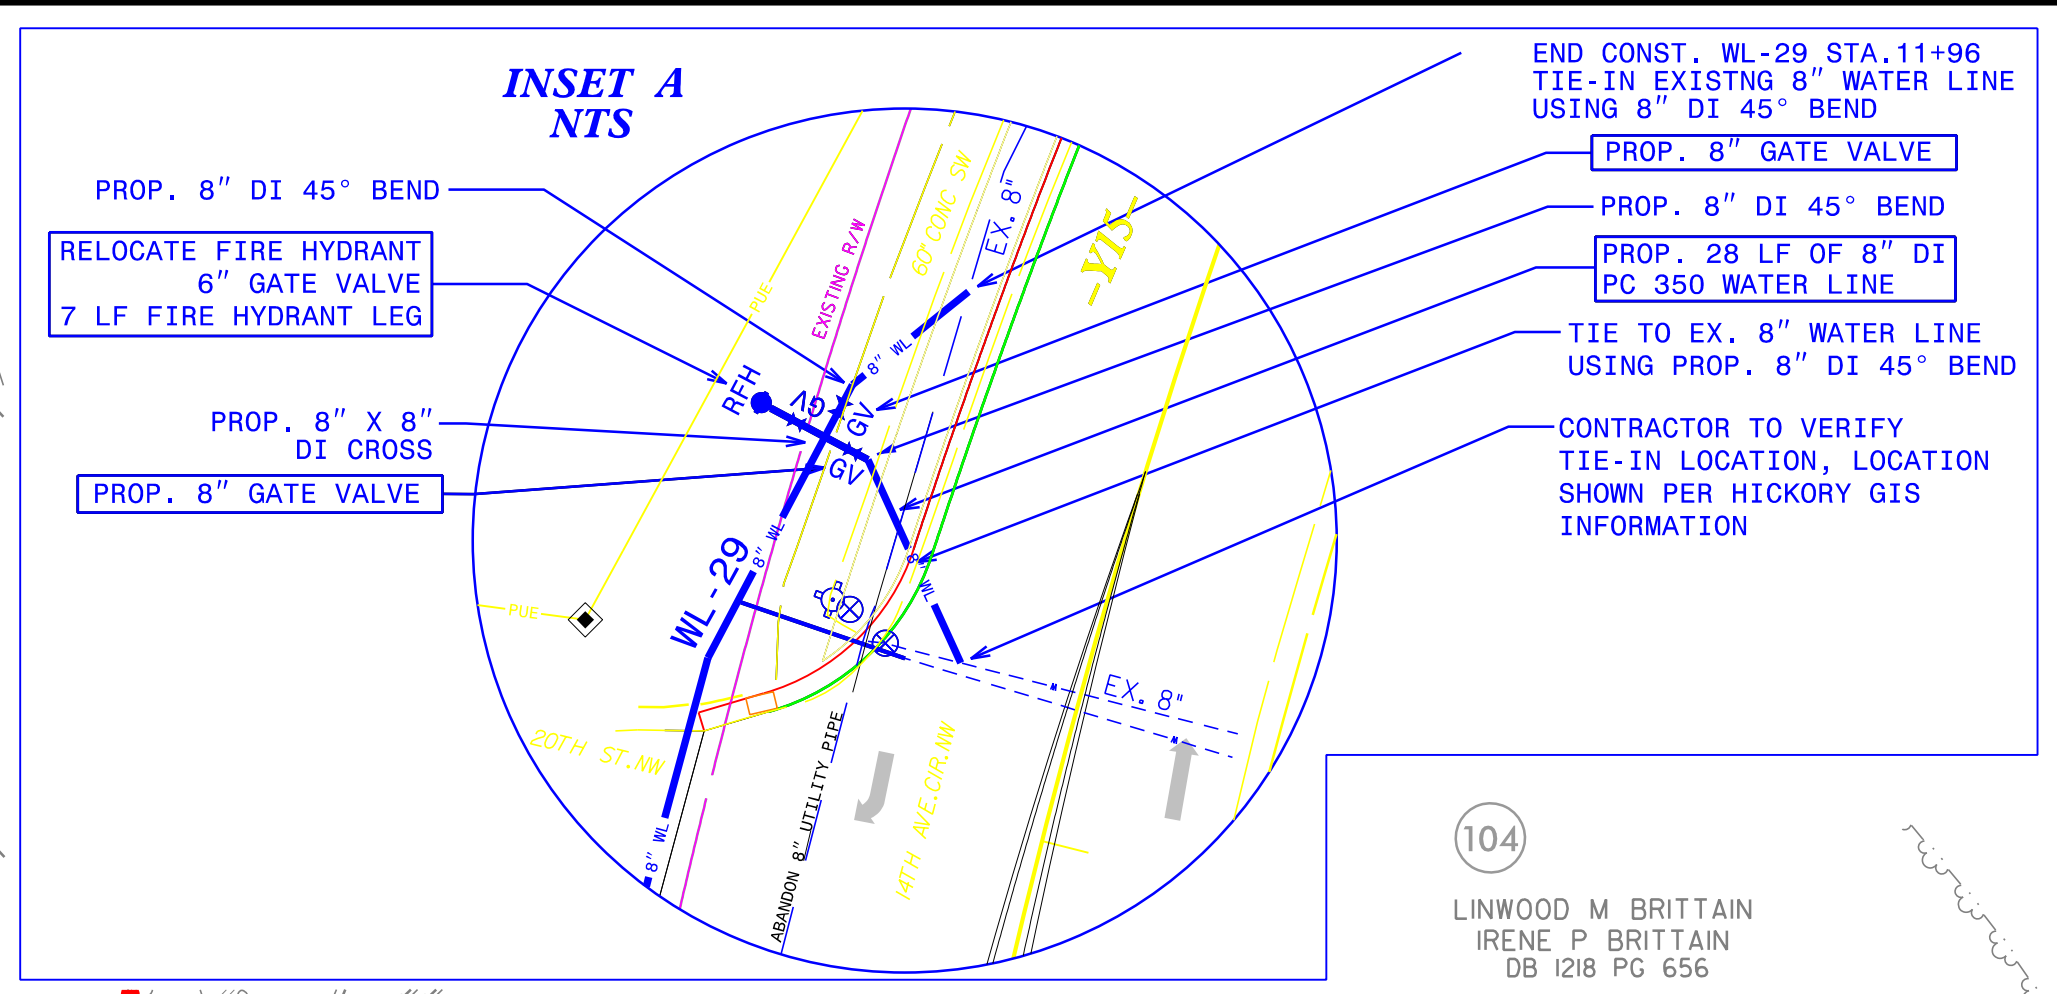 INSET A
NTS
PROP. 8" DI 45° BEND
RELOCATE FIRE HYDRANT
6" GATE VALVE
7 LF FIRE HYDRANT LEG
PROP. 8" X 8"
DI CROSS
PROP. 8" GATE VALVE
END CONST. WL-29 STA.11+96
TIE-IN EXISTNG 8" WATER LINE
USING 8" DI 45° BEND
PROP. 8" GATE VALVE
PROP. 8" DI 45° BEND
PROP. 28 LF OF 8" DI
PC 350 WATER LINE
TIE TO EX. 8" WATER LINE
USING PROP. 8" DI 45° BEND
CONTRACTOR TO VERIFY
TIE-IN LOCATION, LOCATION
SHOWN PER HICKORY GIS
INFORMATION
PUE
EXISTING R/W
60" CONC SW
EX. 8"
-Y15-
8" WL
RFH
GV
GV
GV
8" WL
WL-29
8" WL
PUE
EX. 8"
20TH ST.NW
8" WL
ABANDON 8" UTILITY PIPE
14TH AVE.CIR.NW
104
LINWOOD M BRITTAIN
IRENE P BRITTAIN
DB 1218 PG 656